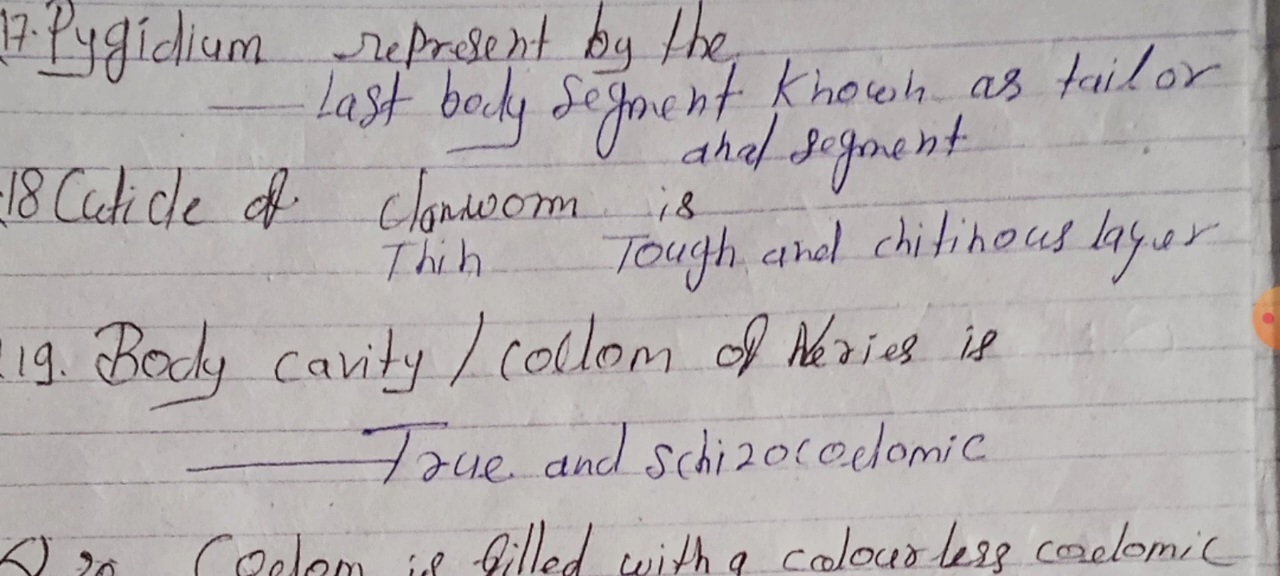 17. Pygidium represent by the
Last body segment known as tail or
anal segment
18 Cuticle of clamworm is
Thin Tough and chitinous layer
19. Body cavity / coelom of Neries is
True and schizocoelomic
20 Coelom is filled with a colourless coelomic